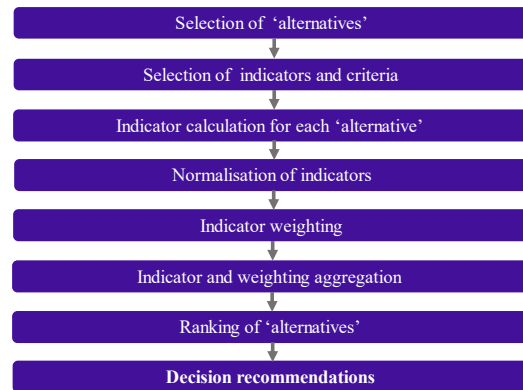 Selection of ‘alternatives’
Selection of indicators and criteria
Indicator calculation for each ‘alternative’
Normalisation of indicators
Indicator weighting
Indicator and weighting aggregation
Ranking of ‘alternatives’
Decision recommendations